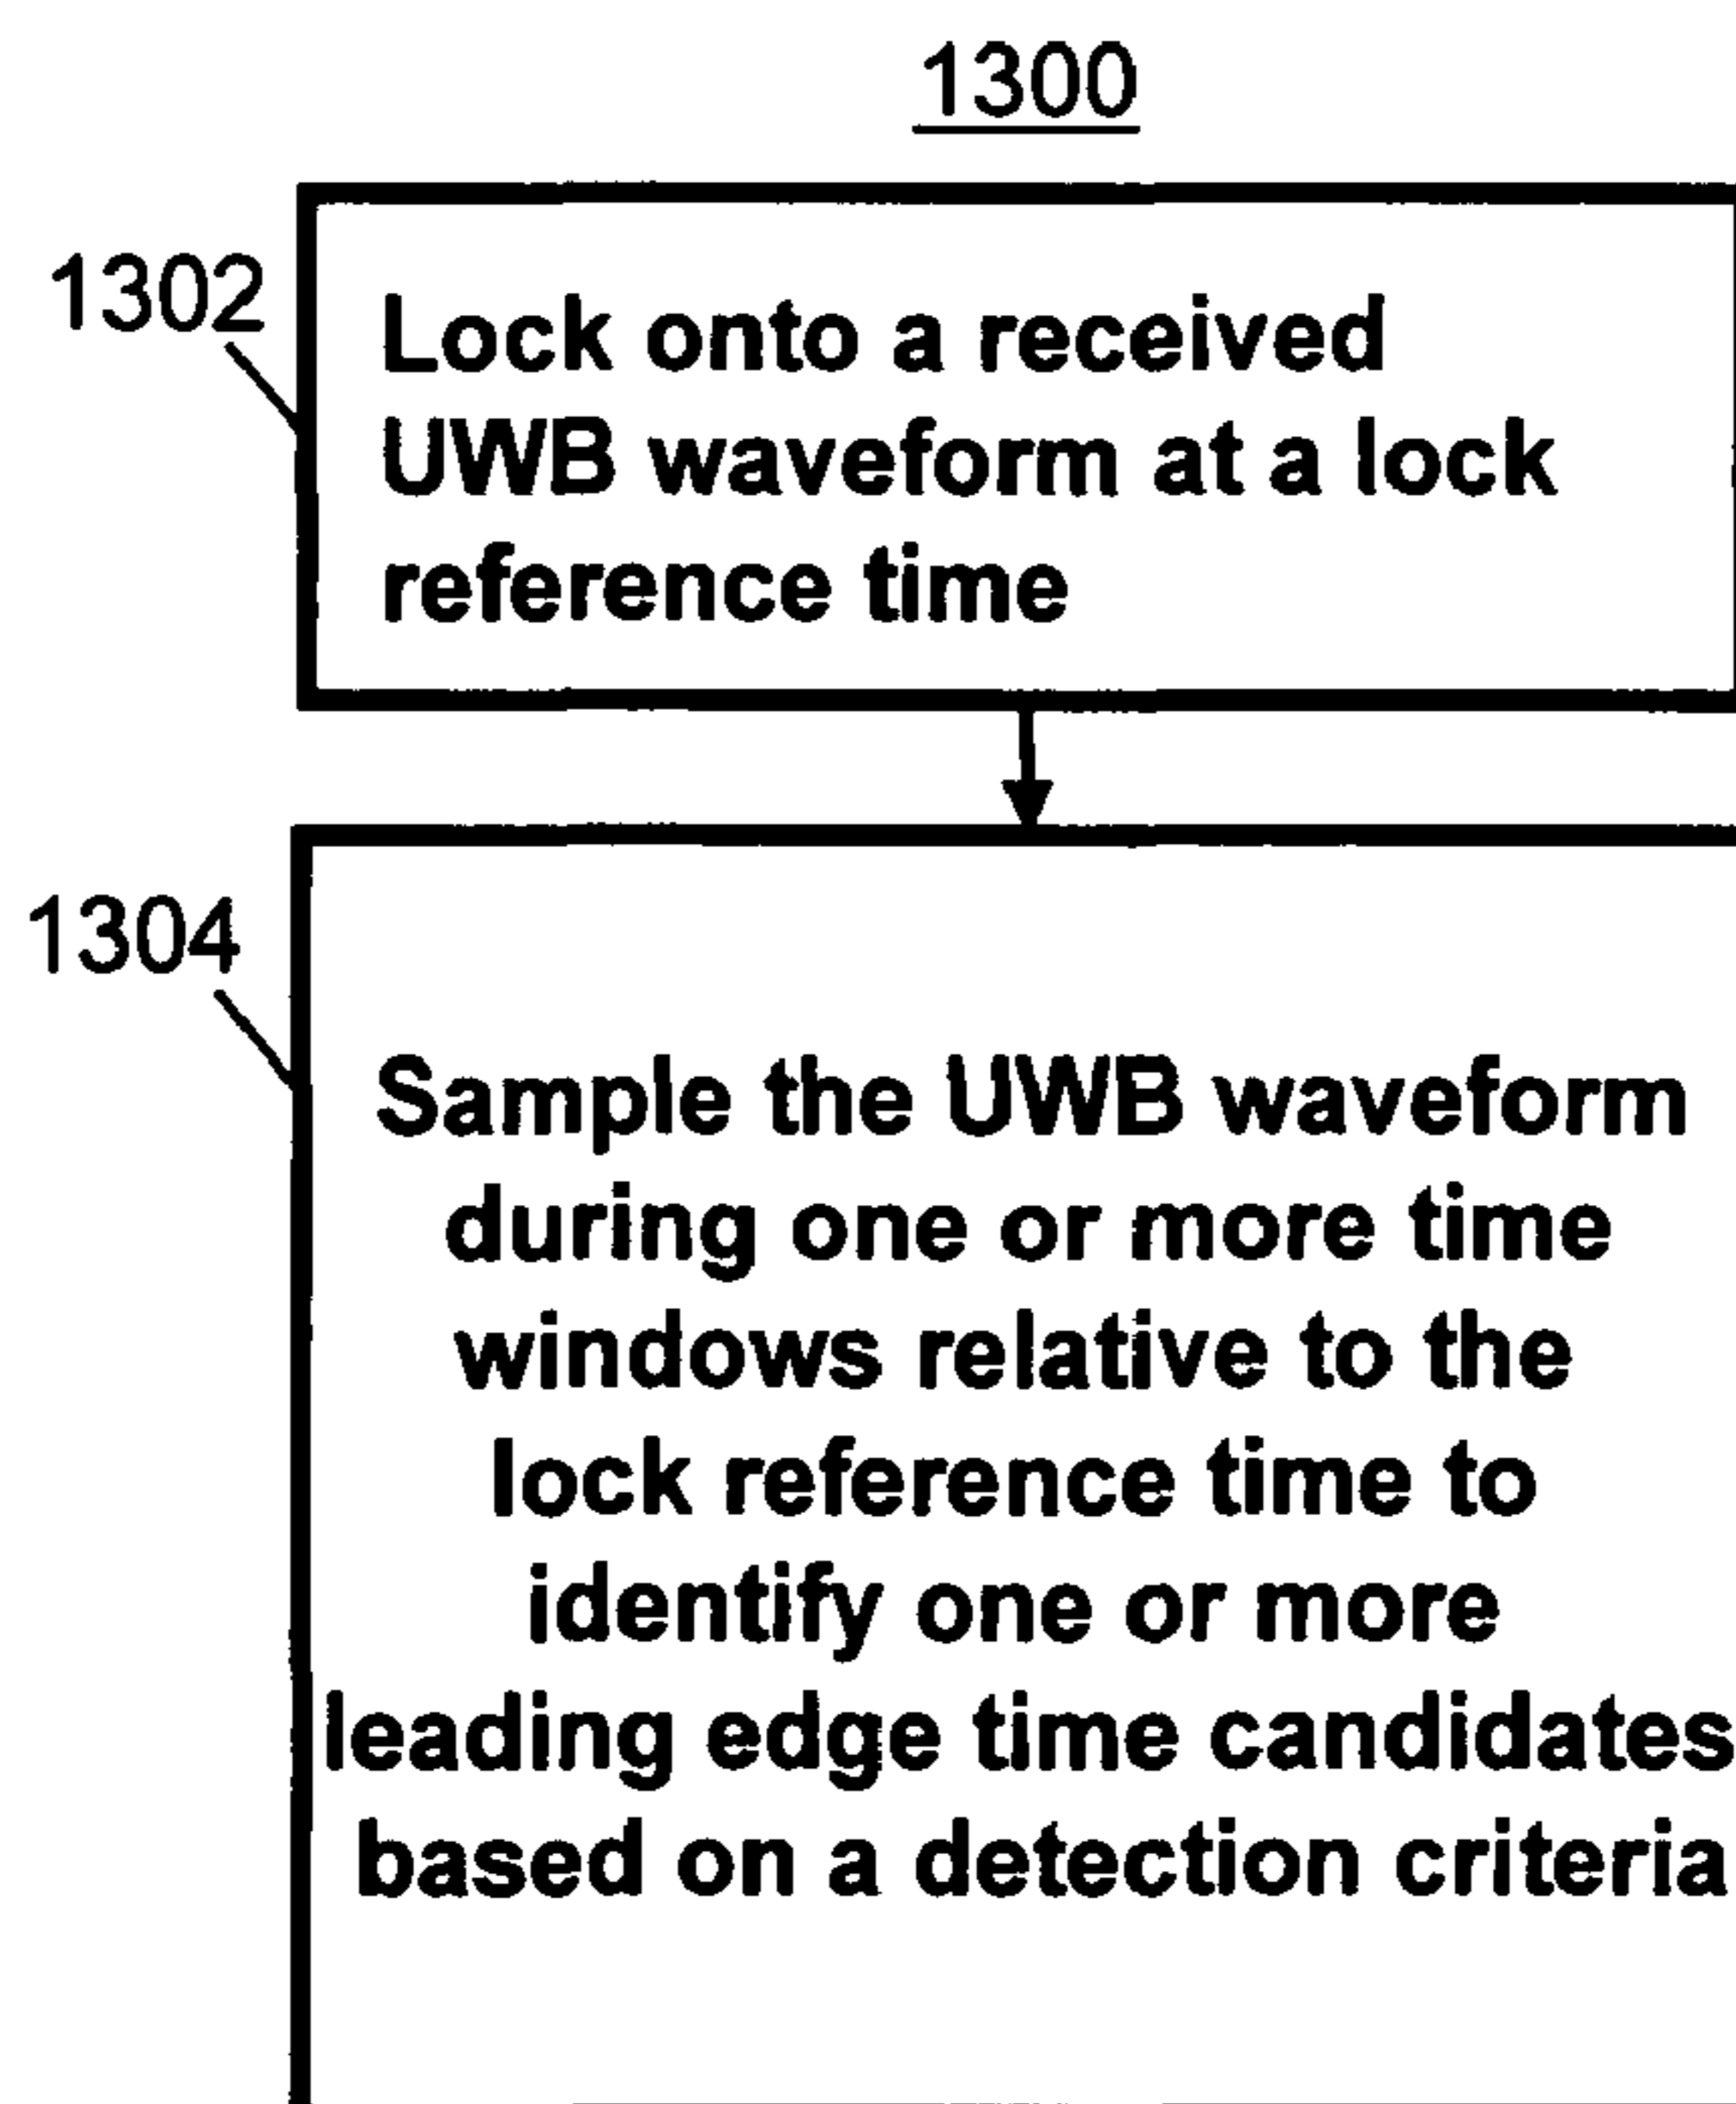 1300
1302
Lock onto a received
UWB waveform at a lock
reference time
1304
Sample the UWB waveform
during one or more time
windows relative to the
lock reference time to
identify one or more
leading edge time candidates
based on a detection criteria